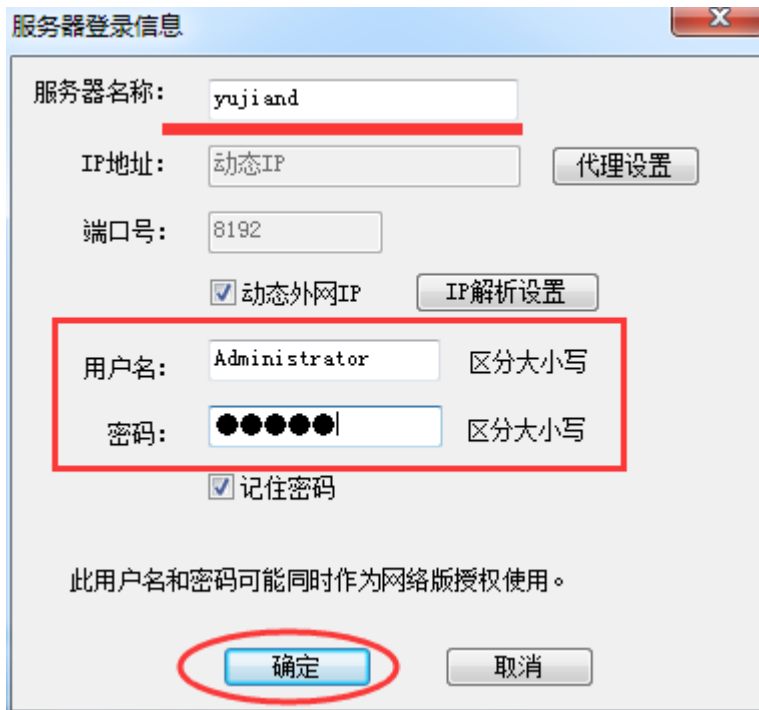 服务器登录信息
服务器名称: yujiand
IP地址: 动态IP 代理设置
端口号: 8192
动态外网IP IP解析设置
用户名: Administrator 区分大小写
密码: ●●●●● 区分大小写
记住密码
此用户名和密码可能同时作为网络版授权使用。
确定 取消